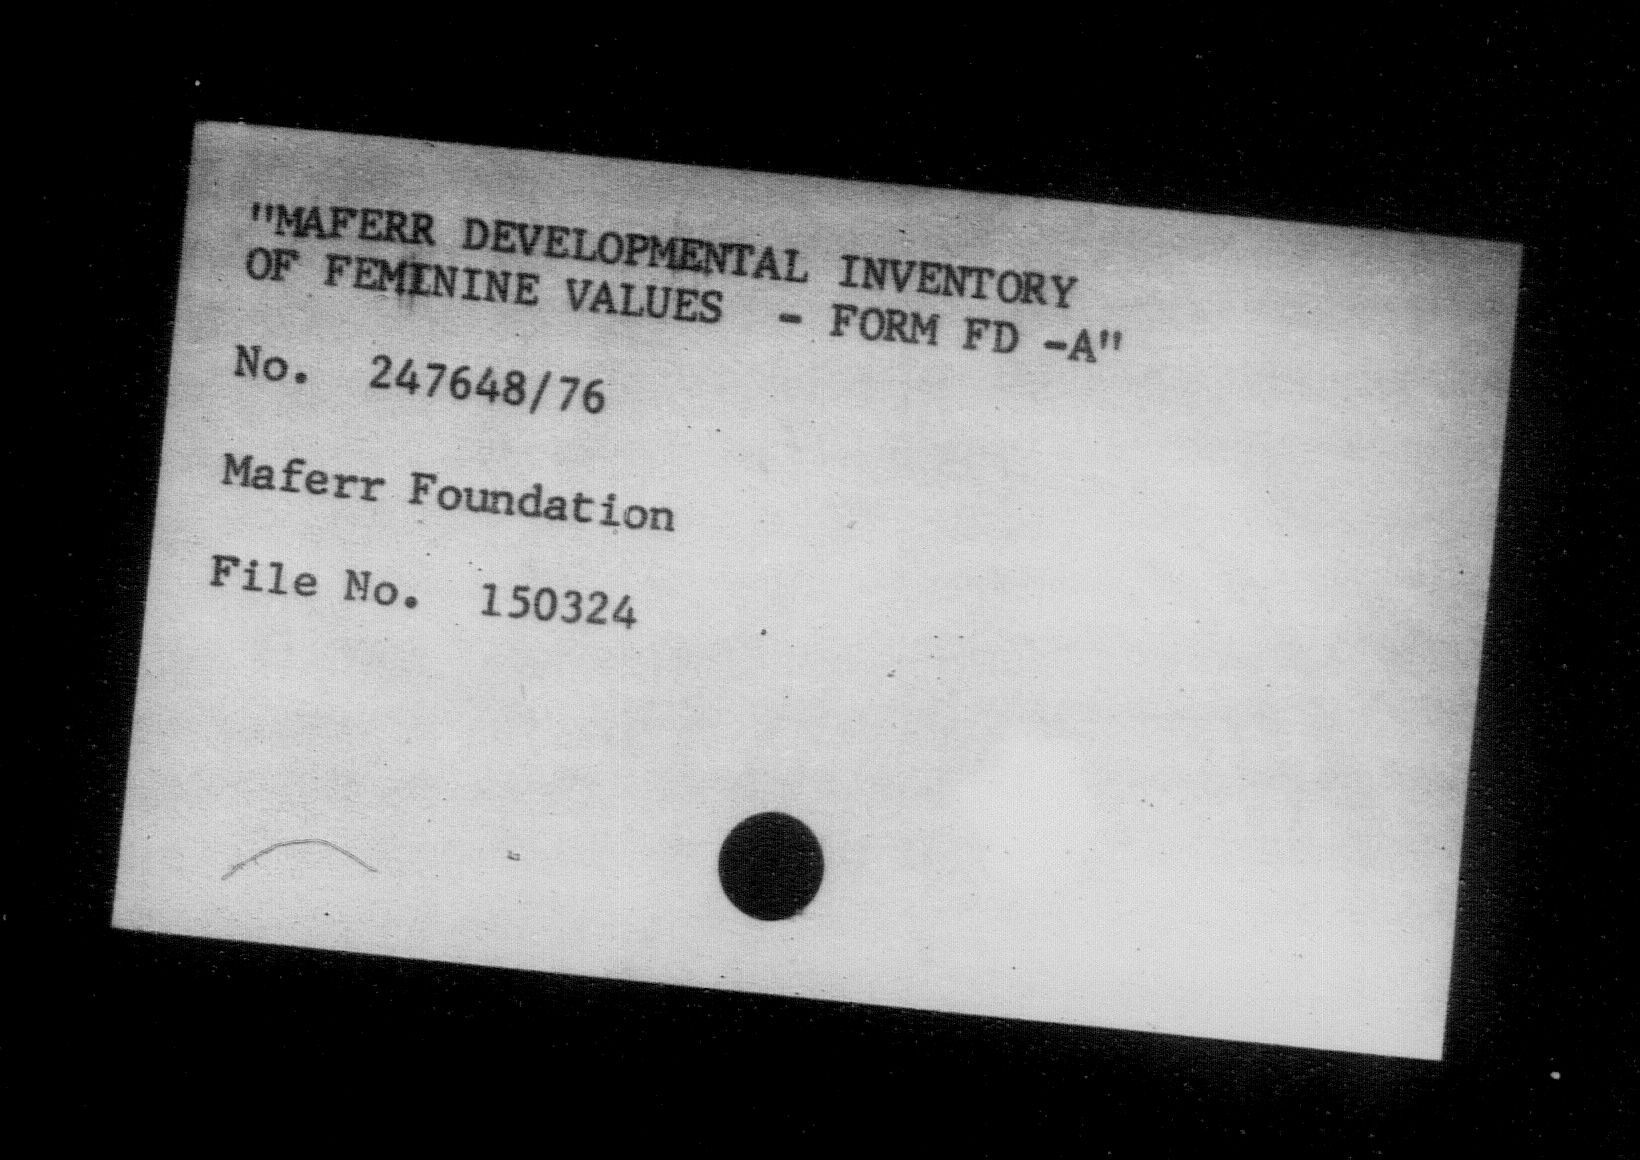 "MAFERR DEVELOPMENTAL INVENTORY
OF FEMININE VALUES - FORM FD -A"
No. 247648/76
Maferr Foundation
File No. 150324